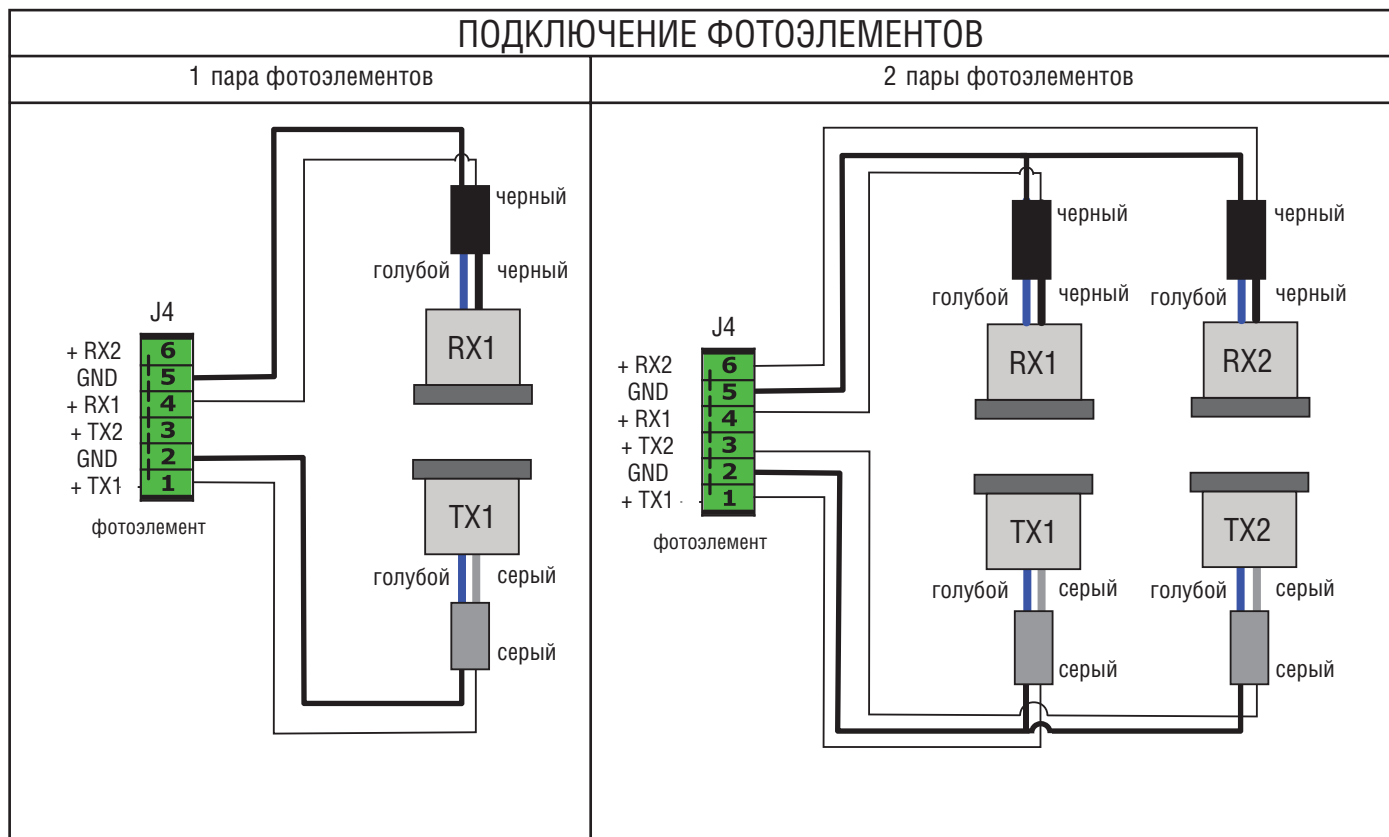 ПОДКЛЮЧЕНИЕ ФОТОЭЛЕМЕНТОВ
1 пара фотоэлементов
2 пары фотоэлементов
черный
голубой
черный
J4
+ RX2 6
GND 5
+ RX1 4
+ TX2 3
GND 2
+ TX1 1
фотоэлемент
RX1
TX1
голубой
серый
серый
черный
черный
голубой
черный
голубой
черный
J4
+ RX2 6
GND 5
+ RX1 4
+ TX2 3
GND 2
+ TX1 1
фотоэлемент
RX1
RX2
TX1
TX2
голубой
серый
голубой
серый
серый
серый